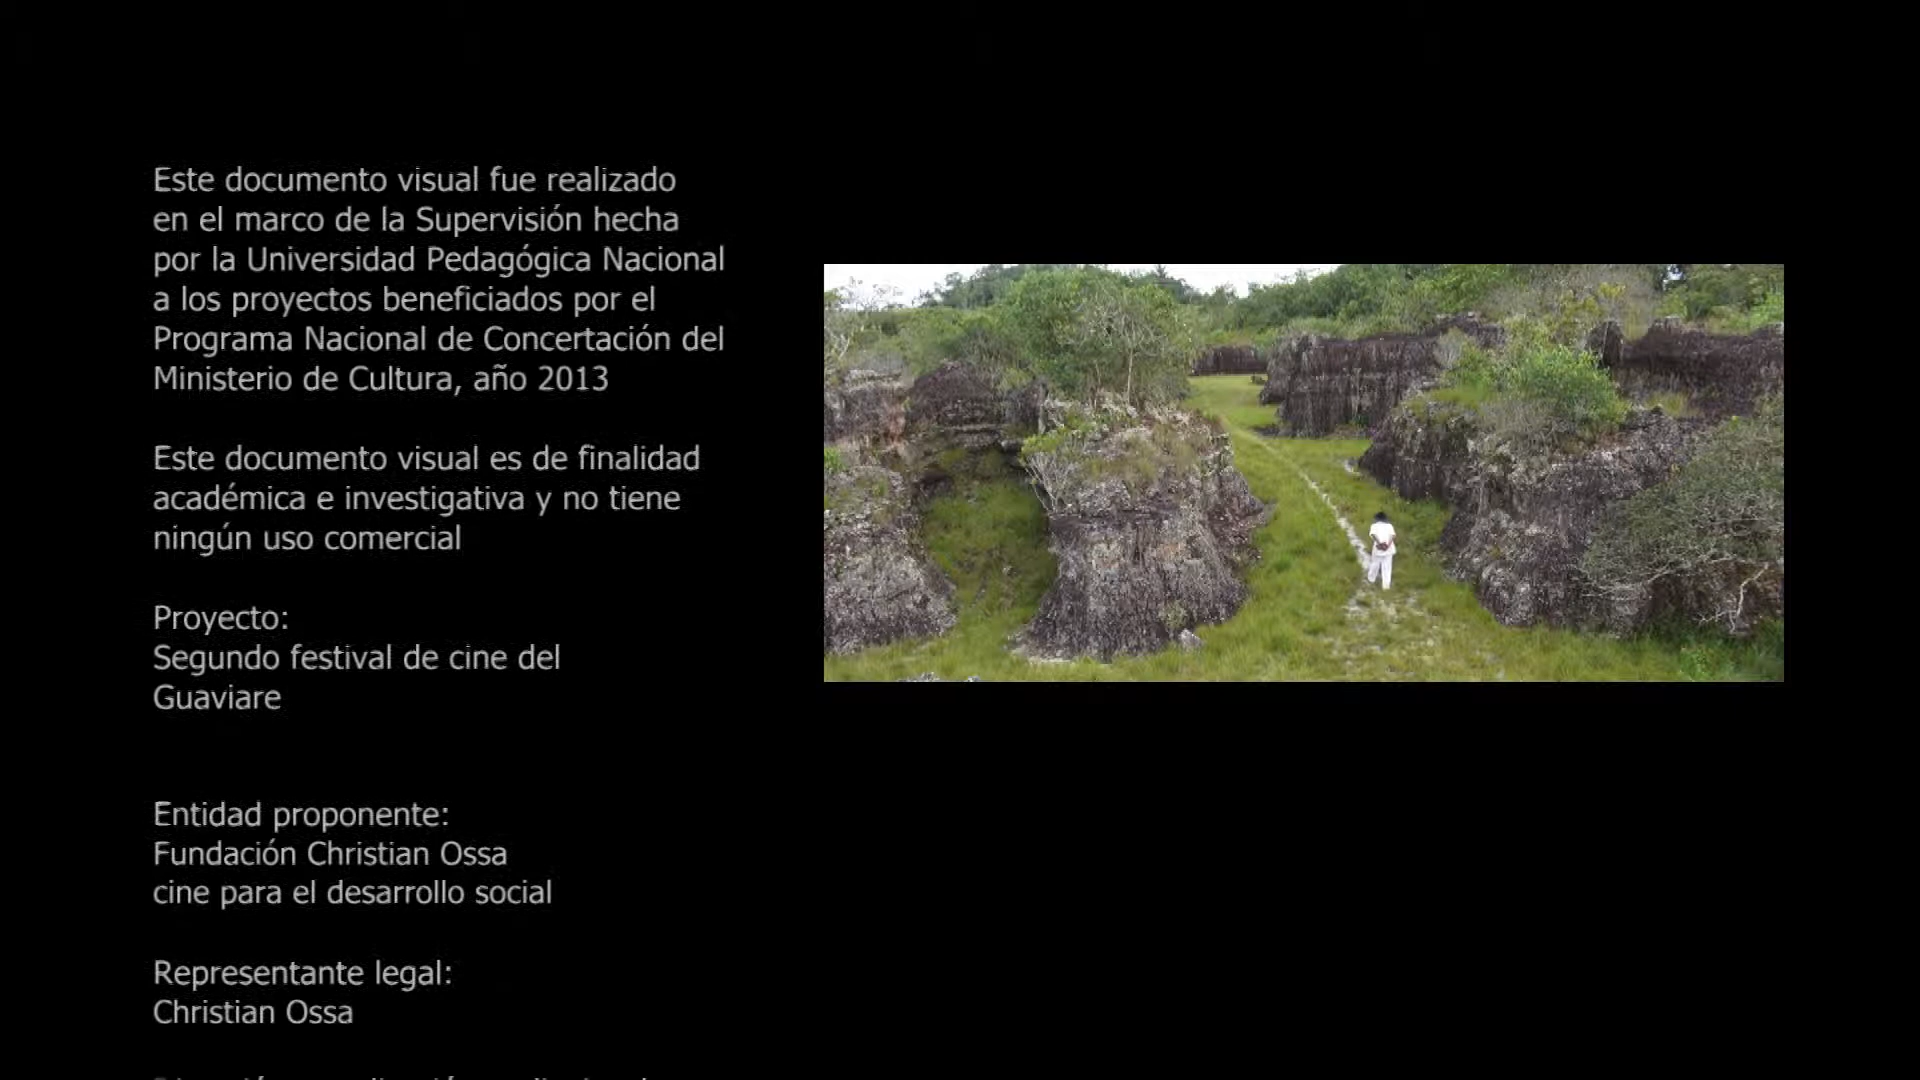 Este documento visual fue realizado
en el marco de la Supervisión hecha
por la Universidad Pedagógica Nacional
a los proyectos beneficiados por el
Programa Nacional de Concertación del
Ministerio de Cultura, año 2013
Este documento visual es de finalidad
académica e investigativa y no tiene
ningún uso comercial
Proyecto:
Segundo festival de cine del
Guaviare
Entidad proponente:
Fundación Christian Ossa
cine para el desarrollo social
Representante legal:
Christian Ossa